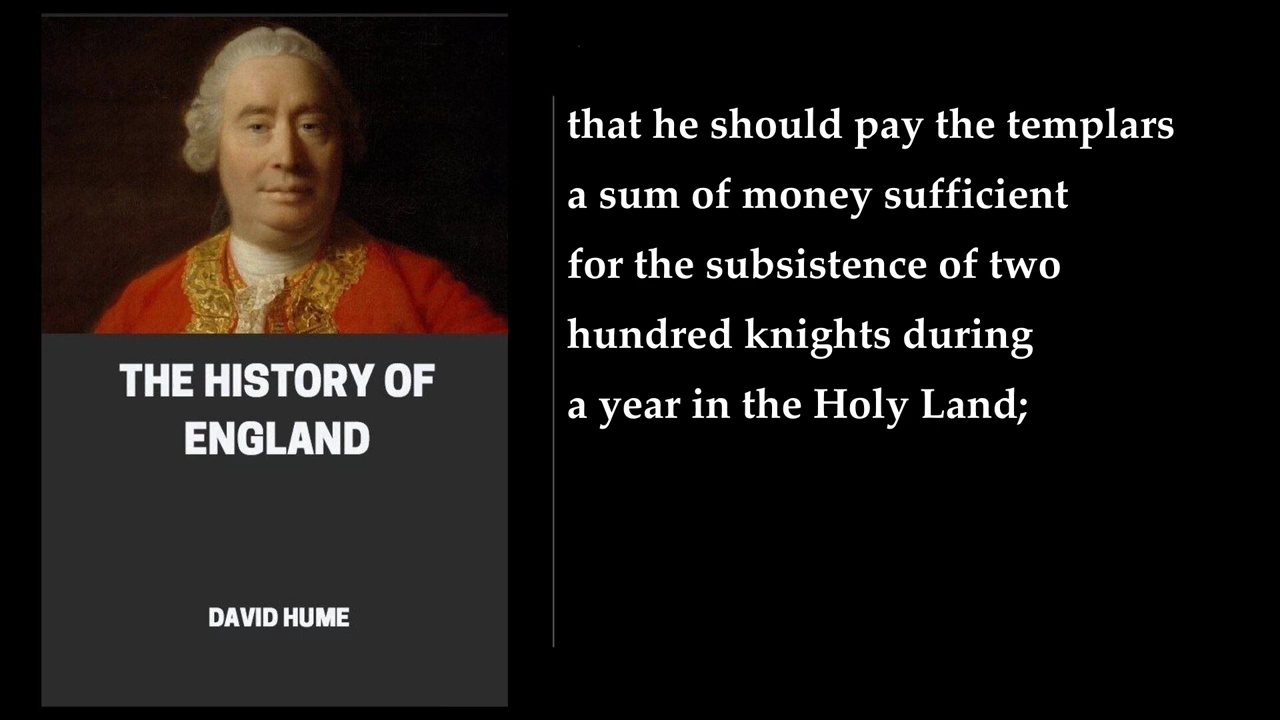 THE HISTORY OF
ENGLAND
DAVID HUME
that he should pay the templars
a sum of money sufficient
for the subsistence of two
hundred knights during
a year in the Holy Land;